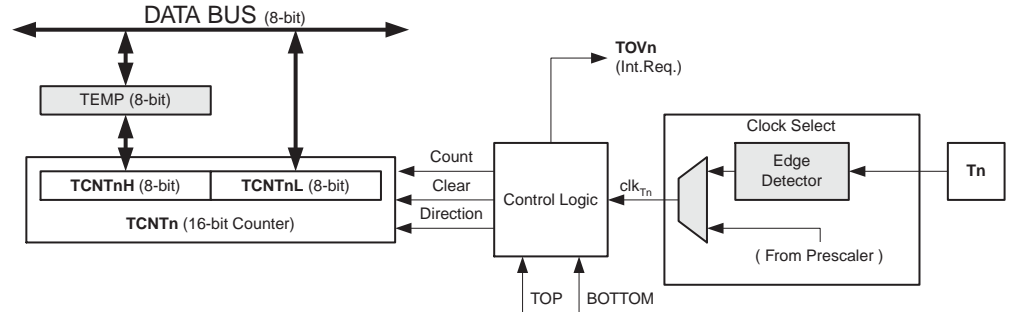 DATA BUS (8-bit)
TOVn
(Int.Req.)
TEMP (8-bit)
Clock Select
Count
Edge
Detector
TCNTnH (8-bit)
TCNTnL (8-bit)
Clear
Control Logic
clkTn
Tn
TCNTn (16-bit Counter)
Direction
( From Prescaler )
TOP
BOTTOM